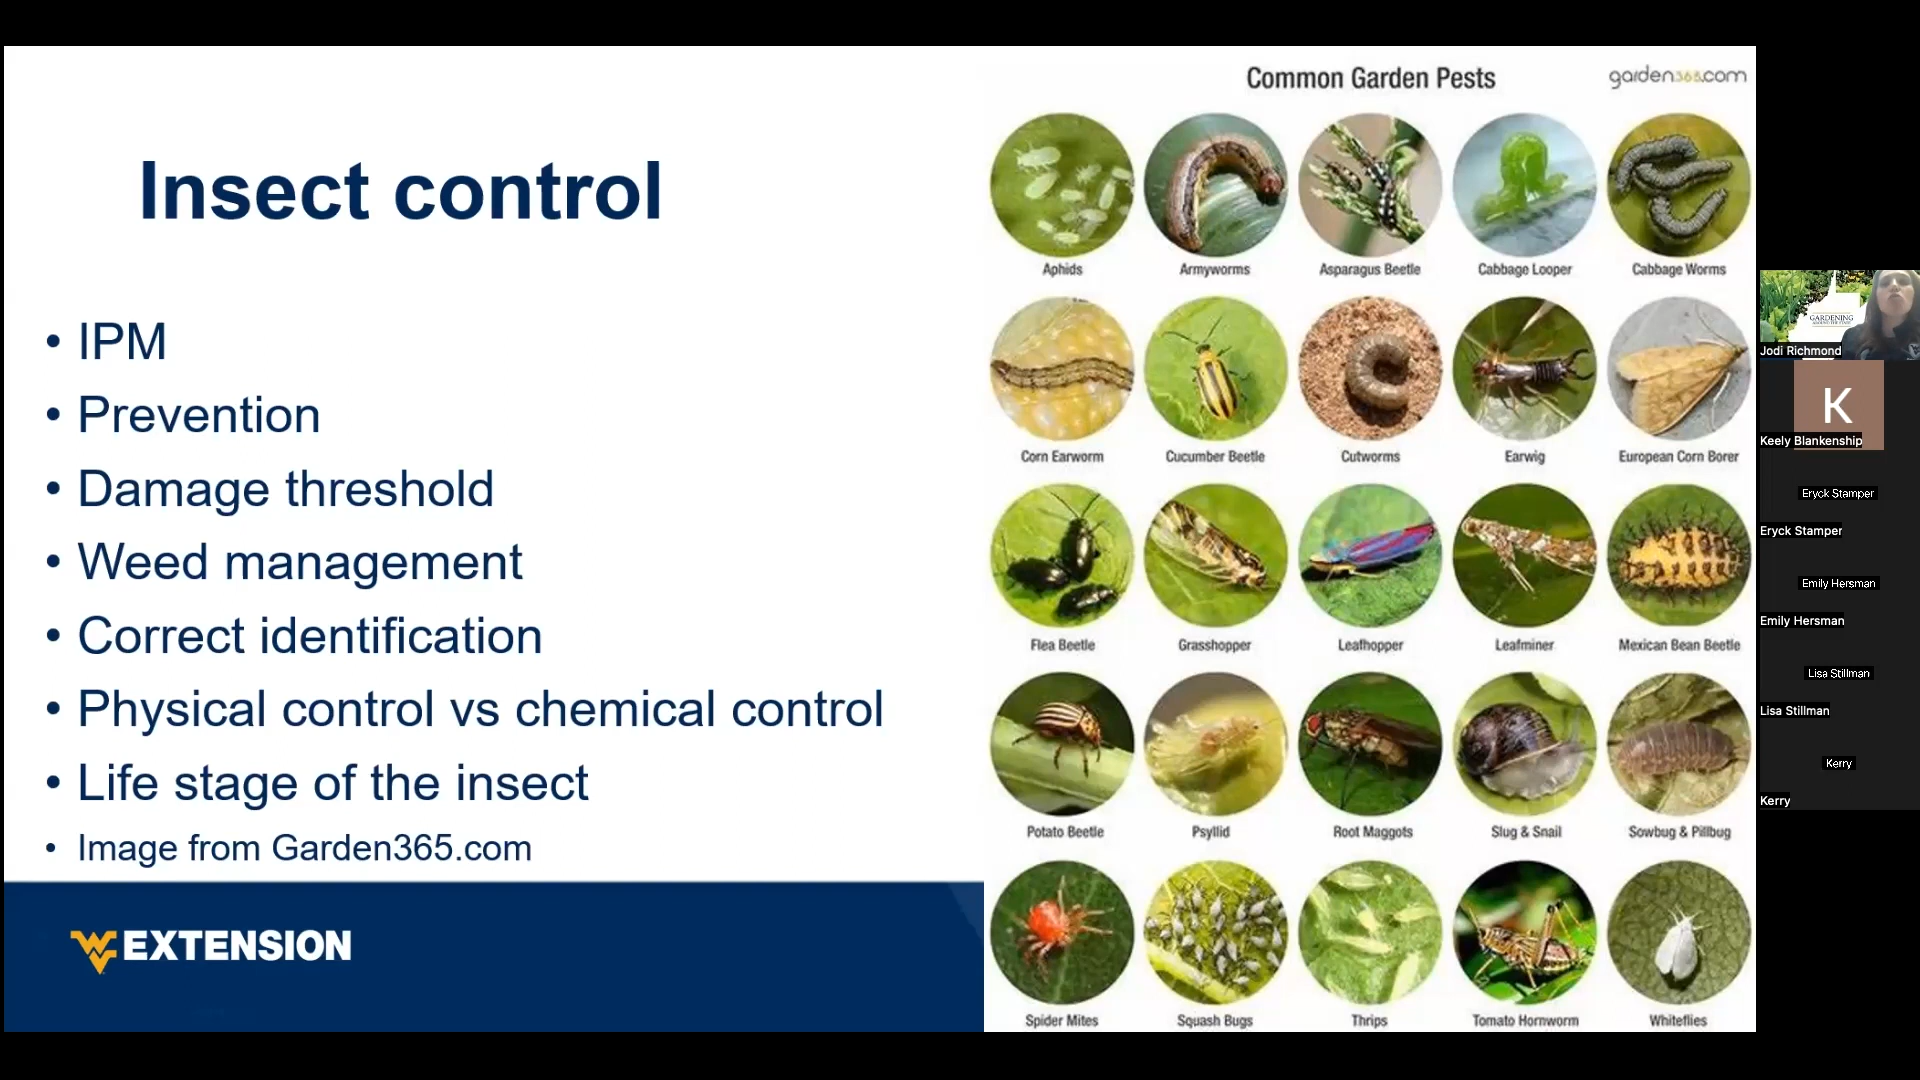 Insect control
• IPM
• Prevention
• Damage threshold
• Weed management
• Correct identification
• Physical control vs chemical control
• Life stage of the insect
• Image from Garden365.com
WV EXTENSION
Common Garden Pests
garden365.com
Aphids
Armyworms
Asparagus Beetle
Cabbage Looper
Cabbage Worms
Corn Earworm
Cucumber Beetle
Cutworms
Earwig
European Corn Borer
Flea Beetle
Grasshopper
Leafhopper
Leafminer
Mexican Bean Beetle
Potato Beetle
Psyllid
Root Maggots
Slug & Snail
Sowbug & Pillbug
Spider Mites
Squash Bugs
Thrips
Tomato Hornworm
Whiteflies
GARDENING
Jodi Richmond
K
Keely Blankenship
Eryck Stamper
Eryck Stamper
Emily Hersman
Emily Hersman
Lisa Stillman
Lisa Stillman
Kerry
Kerry